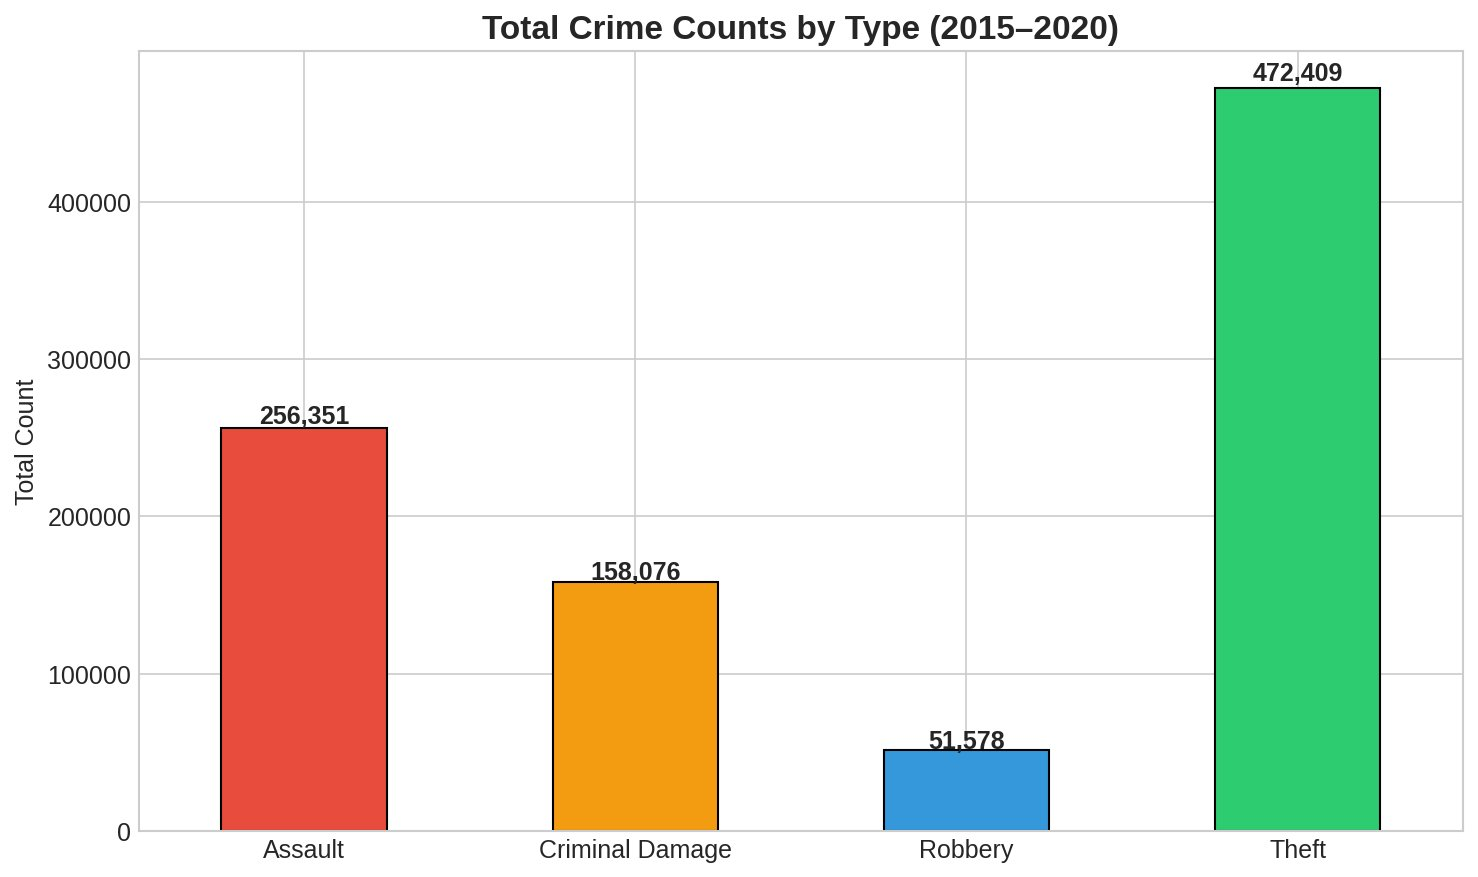 Total Crime Counts by Type (2015–2020)
Total Count
400000
300000
200000
100000
0
256,351
158,076
51,578
472,409
Assault
Criminal Damage
Robbery
Theft